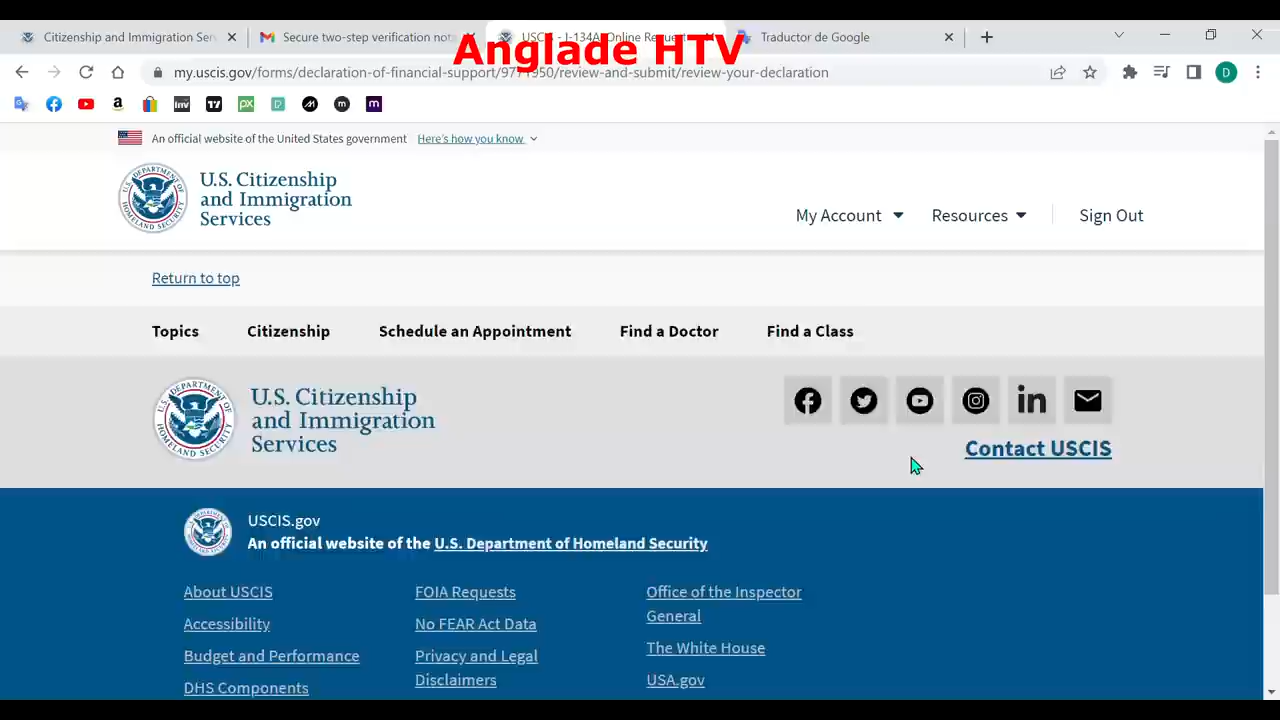 Citizenship and Immigration Ser
Secure two-step verification not
USCIS - I-134A Online Reques
Traductor de Google
Anglade HTV
my.uscis.gov/forms/declaration-of-financial-support/9771950/review-and-submit/review-your-declaration
D
An official website of the United States government Here's how you know
U.S. Citizenship
and Immigration
Services
My Account
Resources
Sign Out
Return to top
Topics
Citizenship
Schedule an Appointment
Find a Doctor
Find a Class
U.S. Citizenship
and Immigration
Services
Contact USCIS
USCIS.gov
An official website of the U.S. Department of Homeland Security
About USCIS
Accessibility
Budget and Performance
DHS Components
FOIA Requests
No FEAR Act Data
Privacy and Legal
Disclaimers
Office of the Inspector
General
The White House
USA.gov